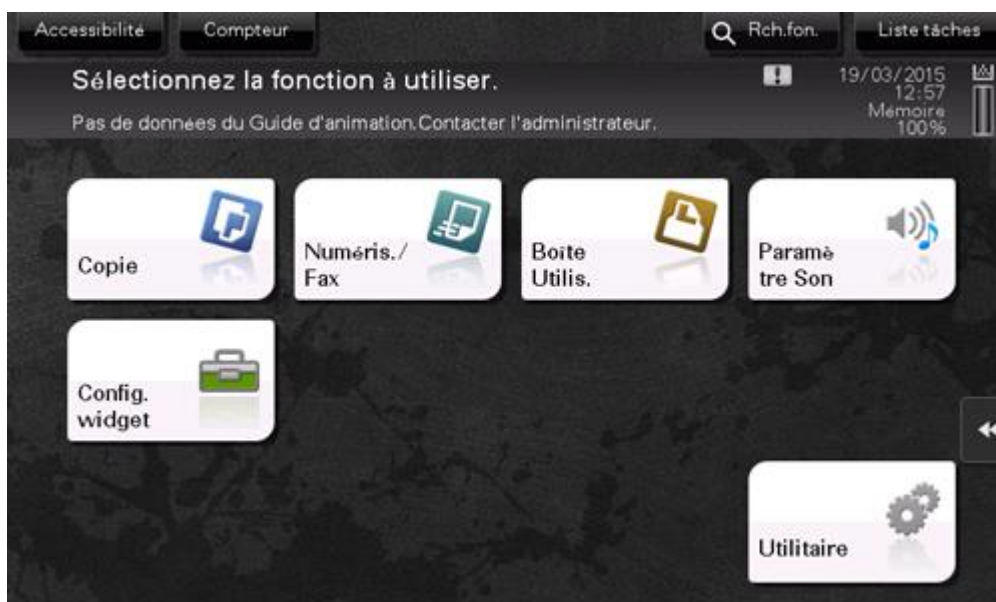 Accessibilité
Compteur
Rch.fon.
Liste tâches
Sélectionnez la fonction à utiliser.
Pas de données du Guide d'animation.Contacter l'administrateur.
19/03/2015
12:57
Mémoire
100%
Copie
Numéris./
Fax
Boîte
Utilis.
Paramè
tre Son
Config.
widget
Utilitaire